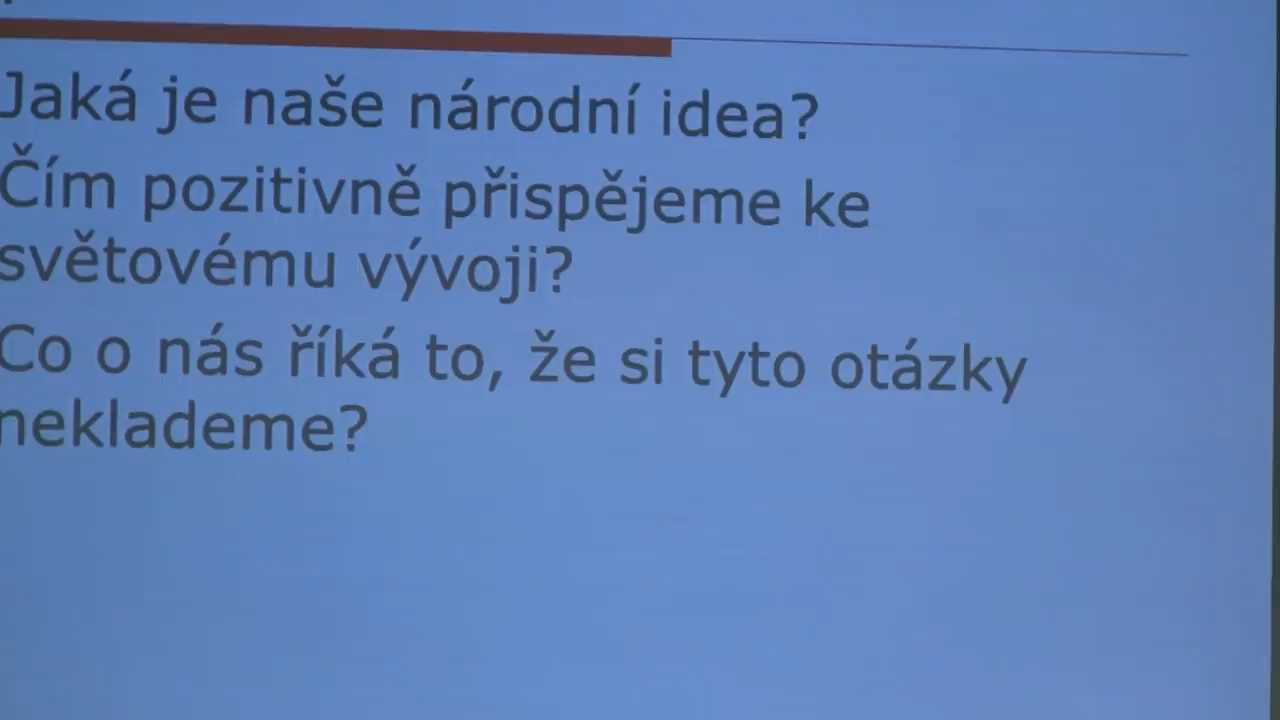 Jaká je naše národní idea?
Čím pozitivně přispějeme ke
světovému vývoji?
Co o nás říká to, že si tyto otázky
neklademe?